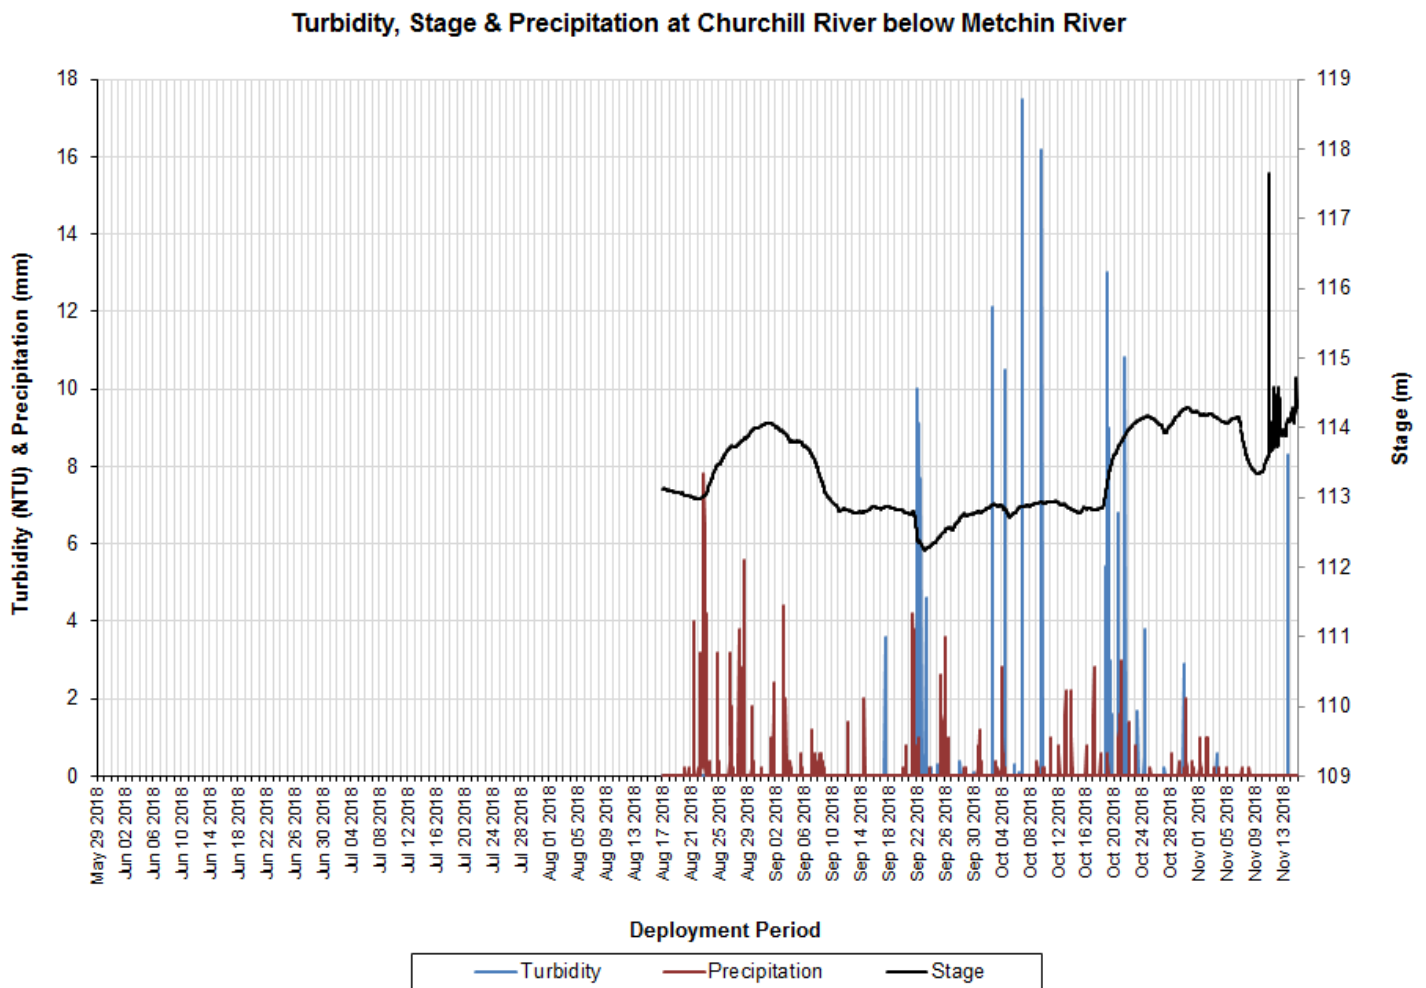 Turbidity, Stage & Precipitation at Churchill River below Metchin River
Turbidity (NTU) & Precipitation (mm)
18
16
14
12
10
8
6
4
2
0
119
118
117
116
115
114
113
112
111
110
109
Stage (m)
May 29 2018
Jun 02 2018
Jun 06 2018
Jun 10 2018
Jun 14 2018
Jun 18 2018
Jun 22 2018
Jun 26 2018
Jun 30 2018
Jul 04 2018
Jul 08 2018
Jul 12 2018
Jul 16 2018
Jul 20 2018
Jul 24 2018
Jul 28 2018
Aug 01 2018
Aug 05 2018
Aug 09 2018
Aug 13 2018
Aug 17 2018
Aug 21 2018
Aug 25 2018
Aug 29 2018
Sep 02 2018
Sep 06 2018
Sep 10 2018
Sep 14 2018
Sep 18 2018
Sep 22 2018
Sep 26 2018
Sep 30 2018
Oct 04 2018
Oct 08 2018
Oct 12 2018
Oct 16 2018
Oct 20 2018
Oct 24 2018
Oct 28 2018
Nov 01 2018
Nov 05 2018
Nov 09 2018
Nov 13 2018
Deployment Period
Turbidity
Precipitation
Stage